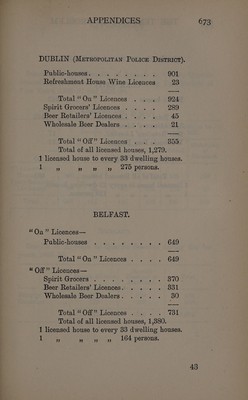 APPENDICES 673
DUBLIN (METROPOLITAN POLICE DISTRICT).
Public-houses . . . . . . . 901
Refreshment House Wine Licences 23
Total "On" Licences . . . 924
Spirit Grocers' Licences . . . . 289
Beer Retailers' Licences . . . . 45
Wholesale Beer Dealers . . . . 21
Total "Off" Licences . . . 355
Total of all licensed houses, 1,279.
1 licensed house to every 33 dwelling houses.
1 „ „ „ „ 275 persons.
BELFAST.
"On" Licences—
Public-houses . . . . . . . . 649
Total "On" Licences . . . . 649
"Off" Licences—
Spirit Grocers . . . . . . . . 370
Beer Retailers' Licences . . . . . 331
Wholesale Beer Dealers . . . . . 30
Total "Off" Licences . . . . 731
Total of all licensed houses, 1,380.
1 licensed house to every 33 dwelling houses.
1 „ „ „ „ 164 persons.
43